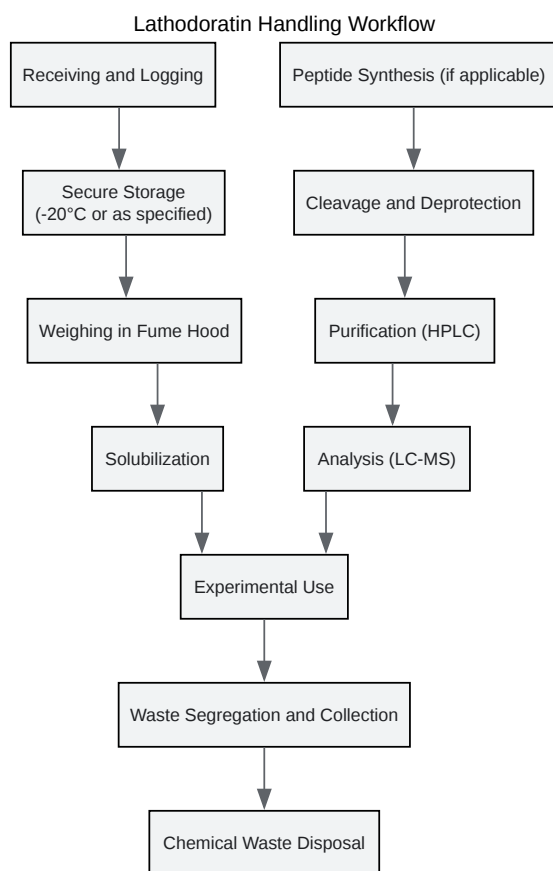 Lathodoratin Handling Workflow
Receiving and Logging
Peptide Synthesis (if applicable)
Secure Storage
(-20°C or as specified)
Cleavage and Deprotection
Weighing in Fume Hood
Purification (HPLC)
Solubilization
Analysis (LC-MS)
Experimental Use
Waste Segregation and Collection
Chemical Waste Disposal